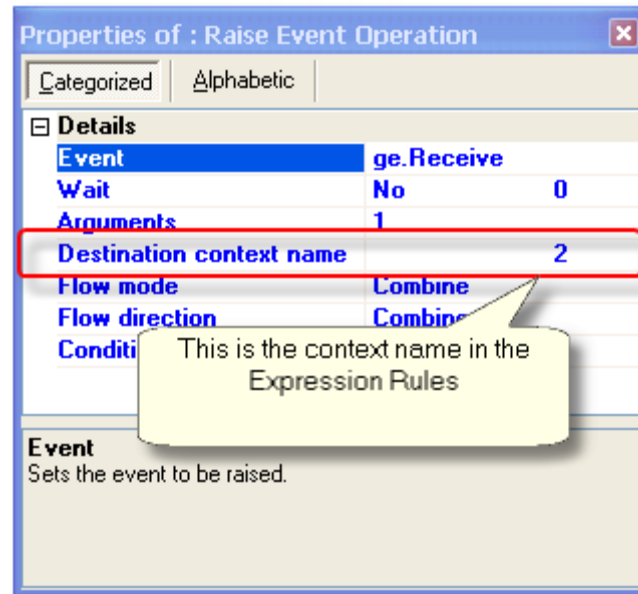 Properties of : Raise Event Operation
Categorized Alphabetic
Details
Event ge.Receive
Wait No 0
Arguments 1
Destination context name 2
Flow mode Combine
Flow direction Combine
This is the context name in the
Expression Rules
Event
Sets the event to be raised.